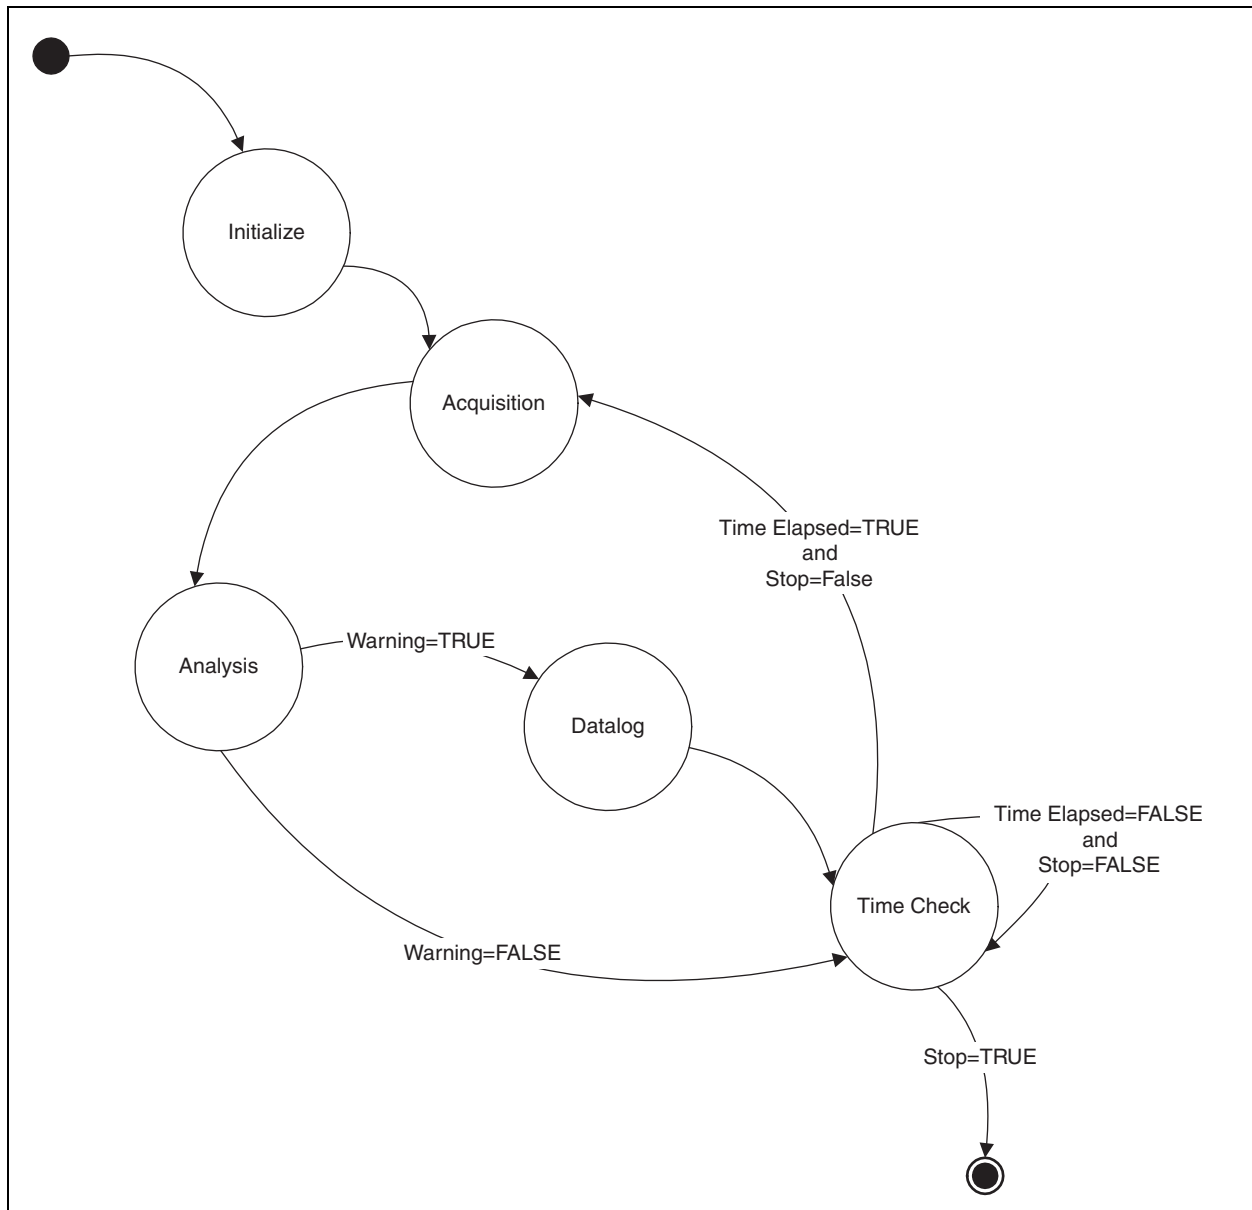 Initialize
Acquisition
Time Elapsed=TRUE
and
Stop=False
Warning=TRUE
Analysis
Datalog
Time Elapsed=FALSE
and
Stop=FALSE
Time Check
Warning=FALSE
Stop=TRUE